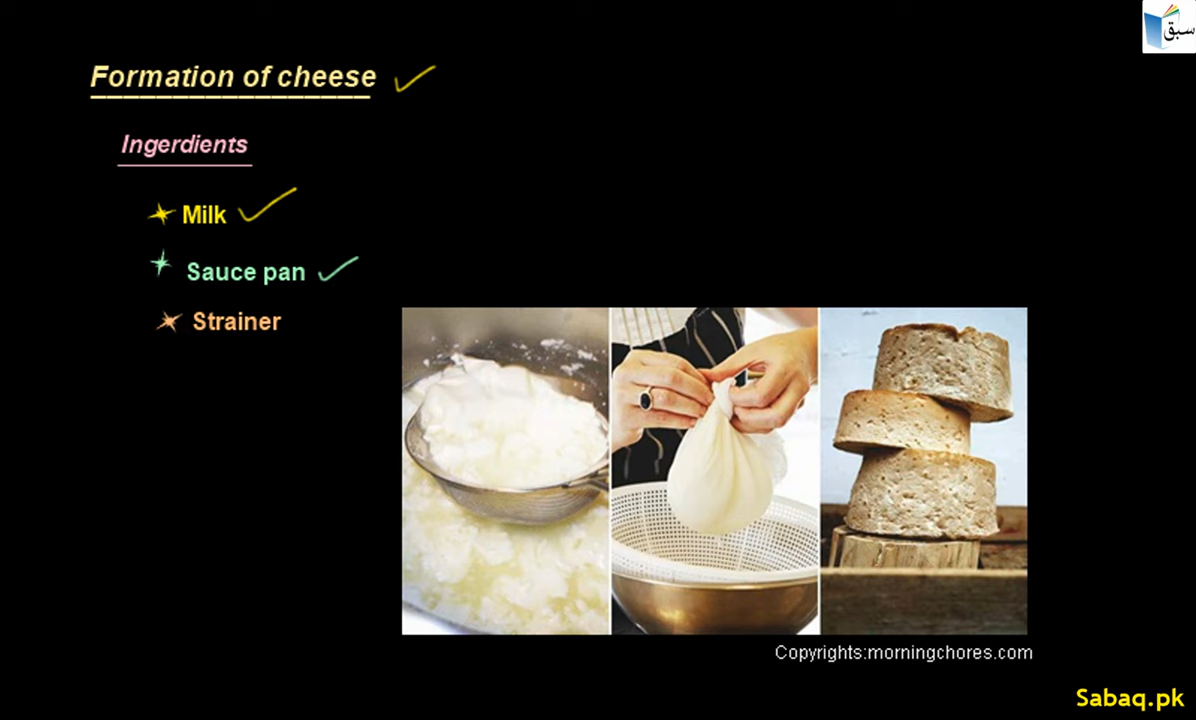 سبق
Formation of cheese
Ingerdients
Milk
Sauce pan
Strainer
Copyrights:morningchores.com
Sabaq.pk